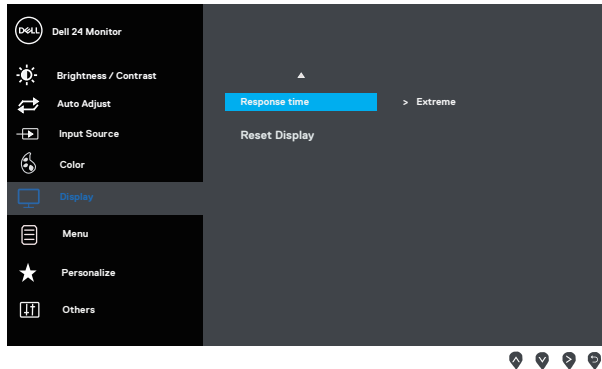 DELL Dell 24 Monitor
Brightness / Contrast
Auto Adjust
Response time > Extreme
Input Source
Reset Display
Color
Display
Menu
Personalize
Others